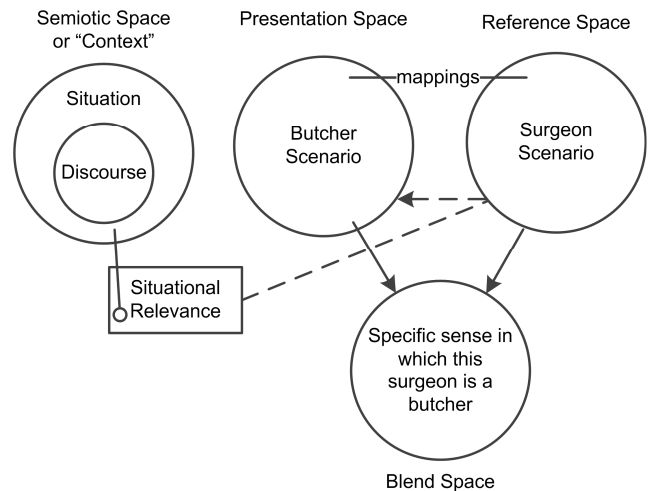 Semiotic Space
or “Context”
Presentation Space
Reference Space
Situation
Discourse
mappings
Butcher
Scenario
Surgeon
Scenario
Situational
Relevance
Specific sense in
which this
surgeon is a
butcher
Blend Space